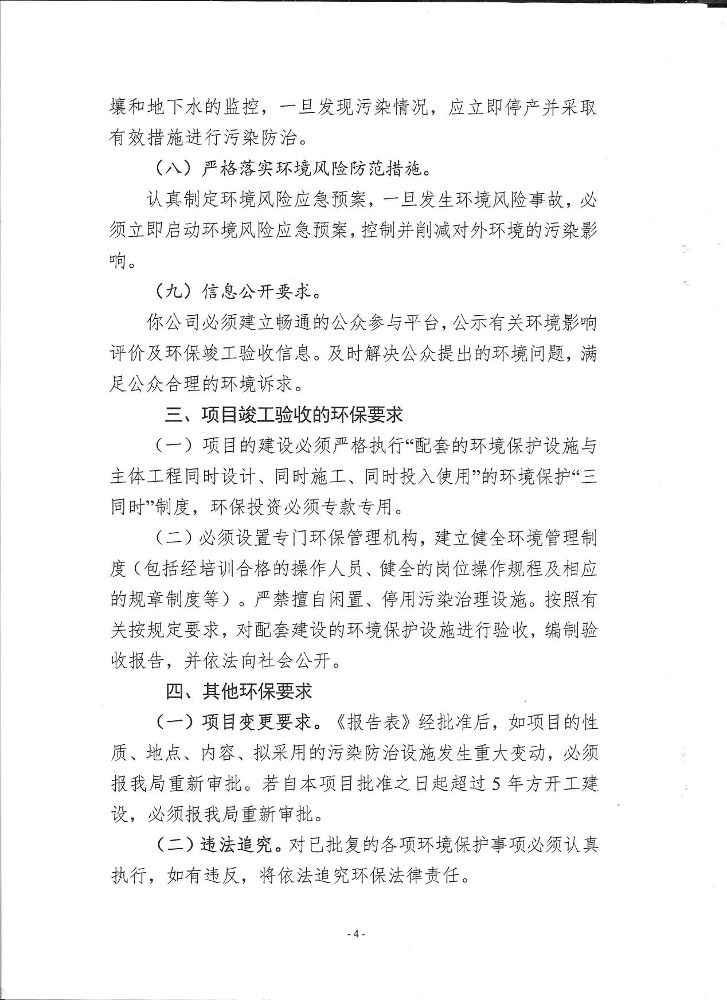 壤和地下水的监控，一旦发现污染情况，应立即停产并采取
有效措施进行污染防治。
（八）严格落实环境风险防范措施。
认真制定环境风险应急预案，一旦发生环境风险事故，必
须立即启动环境风险应急预案，控制并削减对外环境的污染影
响。
（九）信息公开要求。
你公司必须建立畅通的公众参与平台，公示有关环境影响
评价及环保竣工验收信息。及时解决公众提出的环境问题，满
足公众合理的环境诉求。
三、项目竣工验收的环保要求
（一）项目的建设必须严格执行“配套的环境保护设施与
主体工程同时设计、同时施工、同时投入使用”的环境保护“三
同时”制度，环保投资必须专款专用。
（二）必须设置专门环保管理机构，建立健全环境管理制
度（包括经培训合格的操作人员、健全的岗位操作规程及相应
的规章制度等）。严禁擅自闲置、停用污染治理设施。按照有
关按规定要求，对配套建设的环境保护设施进行验收，编制验
收报告，并依法向社会公开。
四、其他环保要求
（一）项目变更要求。《报告表》经批准后，如项目的性
质、地点、内容、拟采用的污染防治设施发生重大变动，必须
报我局重新审批。若自本项目批准之日起超过 5 年方开工建
设，必须报我局重新审批。
（二）违法追究。对已批复的各项环境保护事项必须认真
执行，如有违反，将依法追究环保法律责任。
- 4 -